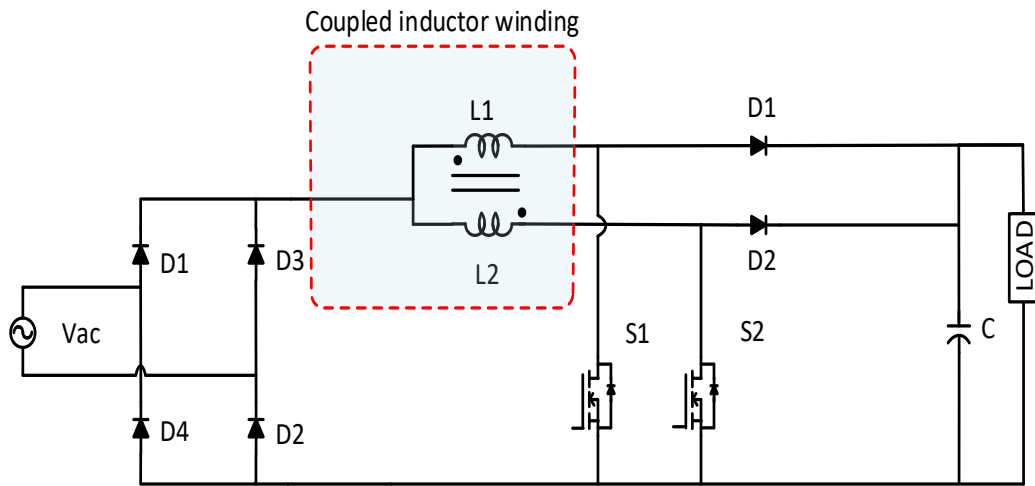 Coupled inductor winding
L1
D1
D1
D3
L2
D2
LOAD
Vac
S1
S2
C
D4
D2